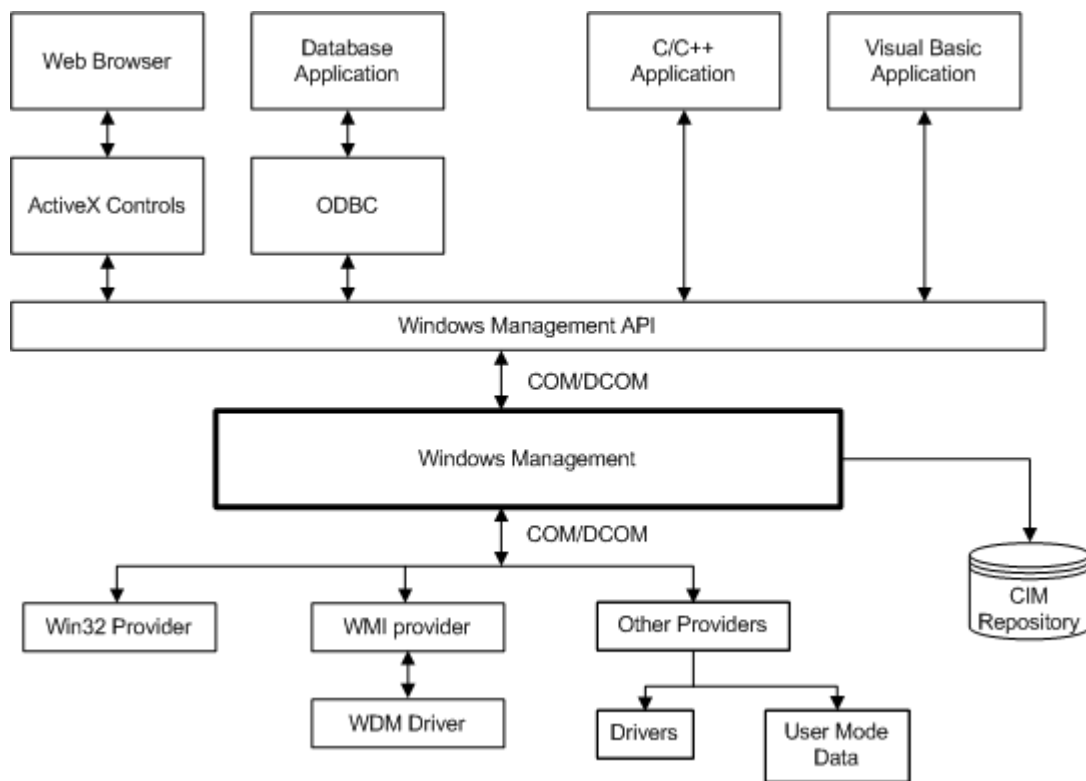 Web Browser
Database
Application
C/C++
Application
Visual Basic
Application
ActiveX Controls
ODBC
Windows Management API
COM/DCOM
Windows Management
COM/DCOM
CIM
Repository
Win32 Provider
WMI provider
Other Providers
WDM Driver
Drivers
User Mode
Data